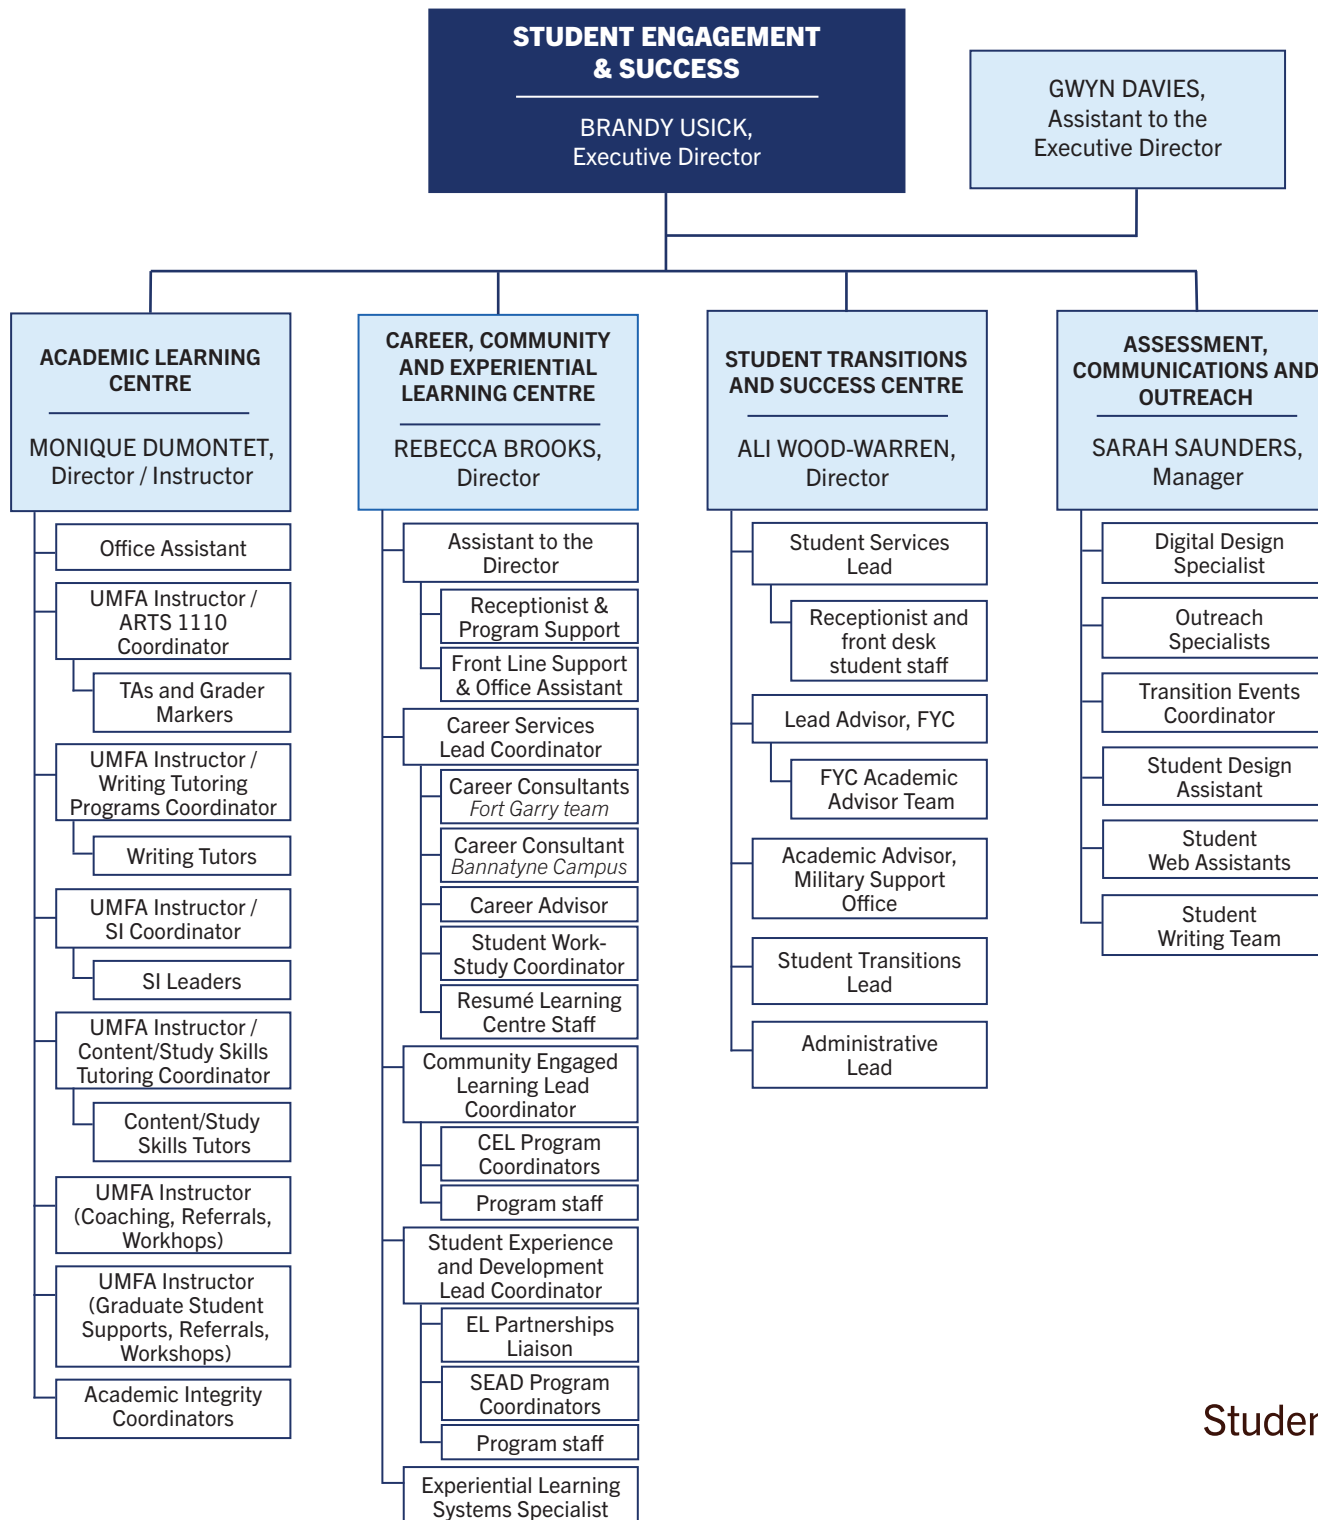 STUDENT ENGAGEMENT
& SUCCESS
BRANDY USICK,
Executive Director
GWYN DAVIES,
Assistant to the
Executive Director
ACADEMIC LEARNING
CENTRE
MONIQUE DUMONTET,
Director / Instructor
Office Assistant
UMFA Instructor /
ARTS 1110
Coordinator
TAs and Grader
Markers
UMFA Instructor /
Writing Tutoring
Programs Coordinator
Writing Tutors
UMFA Instructor /
SI Coordinator
SI Leaders
UMFA Instructor /
Content/Study Skills
Tutoring Coordinator
Content/Study
Skills Tutors
UMFA Instructor
(Coaching, Referrals,
Workhops)
UMFA Instructor
(Graduate Student
Supports, Referrals,
Workshops)
Academic Integrity
Coordinators
CAREER, COMMUNITY
AND EXPERIENTIAL
LEARNING CENTRE
REBECCA BROOKS,
Director
Assistant to the
Director
Receptionist &
Program Support
Front Line Support
& Office Assistant
Career Services
Lead Coordinator
Career Consultants
Fort Garry team
Career Consultant
Bannatyne Campus
Career Advisor
Student Work-
Study Coordinator
Resumé Learning
Centre Staff
Community Engaged
Learning Lead
Coordinator
CEL Program
Coordinators
Program staff
Student Experience
and Development
Lead Coordinator
EL Partnerships
Liaison
SEAD Program
Coordinators
Program staff
Experiential Learning
Systems Specialist
STUDENT TRANSITIONS
AND SUCCESS CENTRE
ALI WOOD-WARREN,
Director
Student Services
Lead
Receptionist and
front desk
student staff
Lead Advisor, FYC
FYC Academic
Advisor Team
Academic Advisor,
Military Support
Office
Student Transitions
Lead
Administrative
Lead
ASSESSMENT,
COMMUNICATIONS AND
OUTREACH
SARAH SAUNDERS,
Manager
Digital Design
Specialist
Outreach
Specialists
Transition Events
Coordinator
Student Design
Assistant
Student
Web Assistants
Student
Writing Team